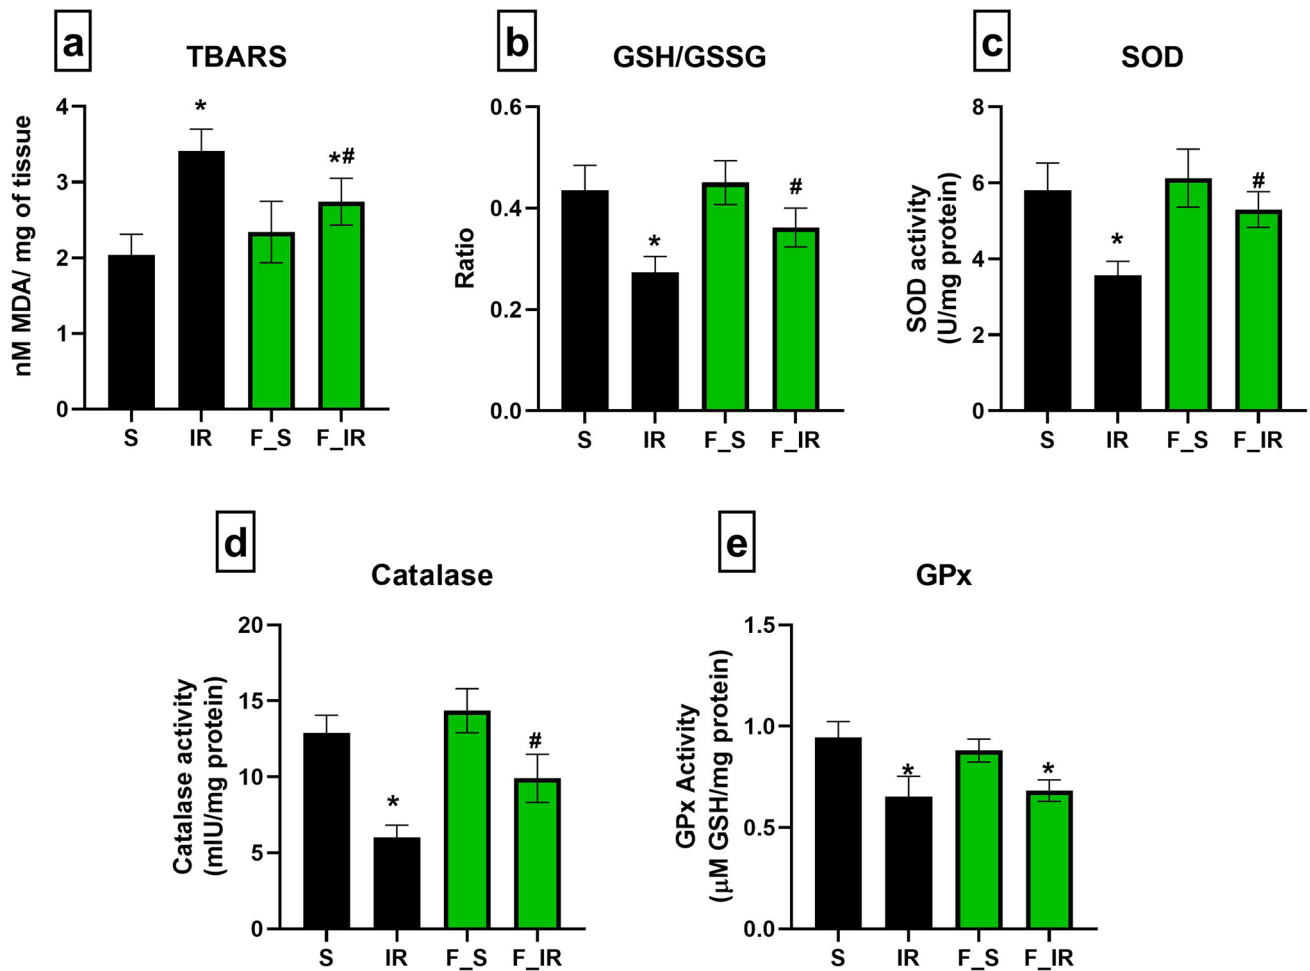 a
TBARS
nM MDA/ mg of tissue
4
3
2
1
0
*
*#
S IR F_S F_IR
b
GSH/GSSG
Ratio
0.6
0.4
0.2
0.0
*
#
S IR F_S F_IR
c
SOD
SOD activity
(U/mg protein)
8
6
4
2
0
*
#
S IR F_S F_IR
d
Catalase
Catalase activity
(mIU/mg protein)
20
15
10
5
0
*
#
S IR F_S F_IR
e
GPx
GPx Activity
(μM GSH/mg protein)
1.5
1.0
0.5
0.0
*
*
S IR F_S F_IR